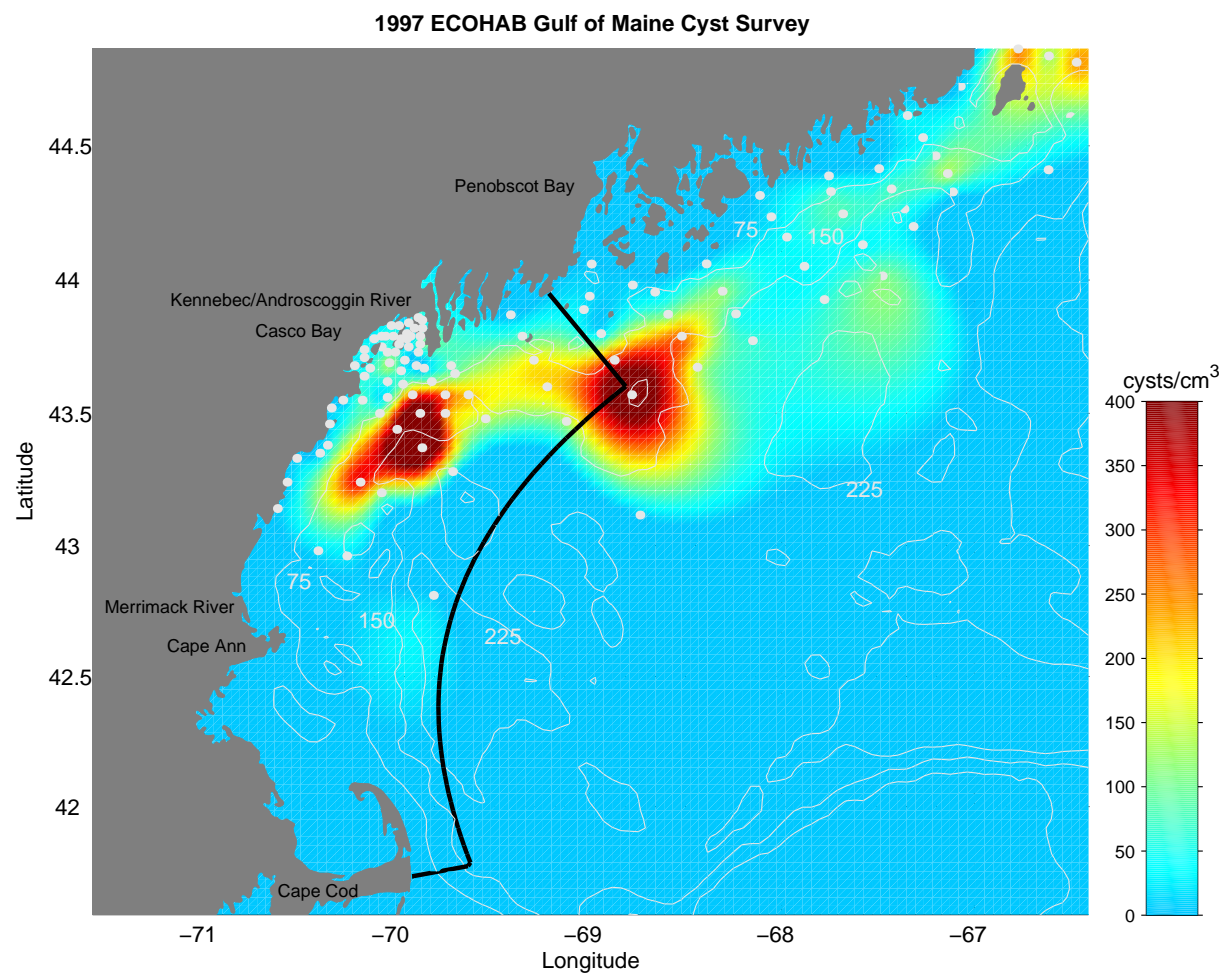 1997 ECOHAB Gulf of Maine Cyst Survey
44.5
Penobscot Bay
75
150
44
Kennebec/Androscoggin River
Casco Bay
cysts/cm³
400
43.5
350
Latitude
225
300
43
75
250
Merrimack River
150
225
Cape Ann
200
42.5
150
100
42
50
Cape Cod
0
−71
−70
−69
−68
−67
Longitude